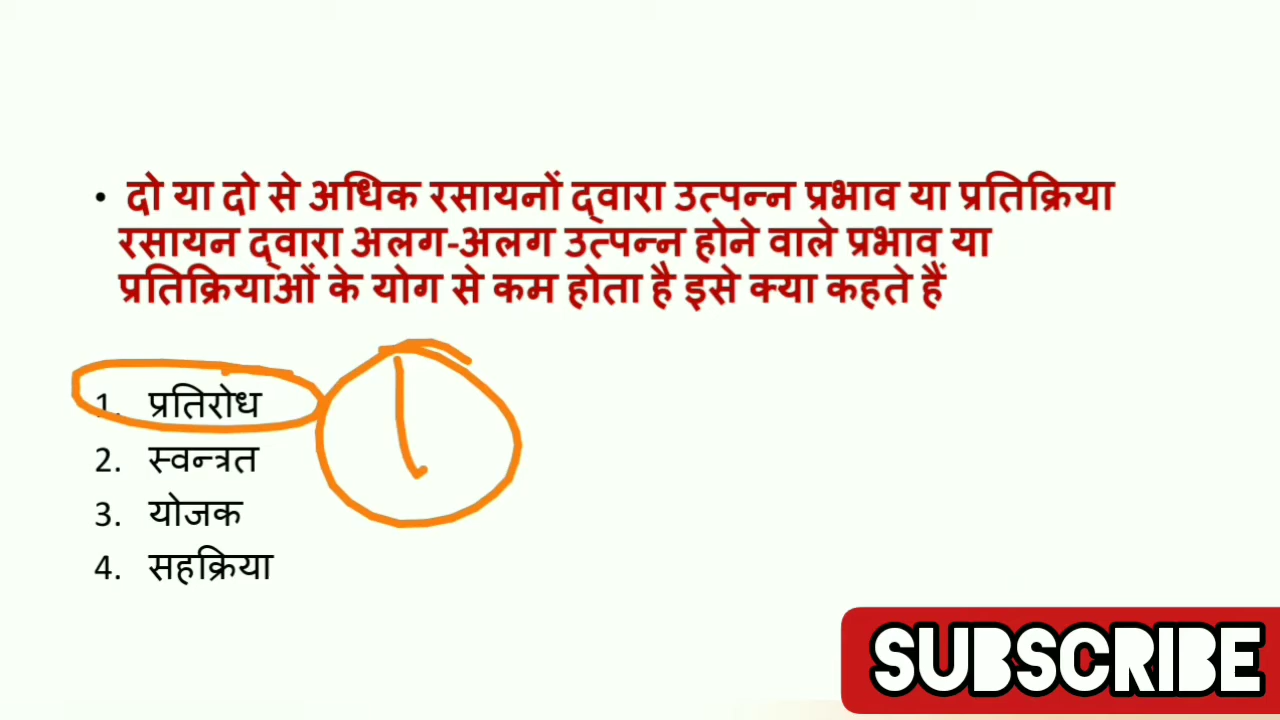 • दो या दो से अधिक रसायनों द्वारा उत्पन्न प्रभाव या प्रतिक्रिया
रसायन द्वारा अलग-अलग उत्पन्न होने वाले प्रभाव या
प्रतिक्रियाओं के योग से कम होता है इसे क्या कहते हैं
1. प्रतिरोध
1
2. स्वन्त्रत
3. योजक
4. सहक्रिया
SUBSCRIBE